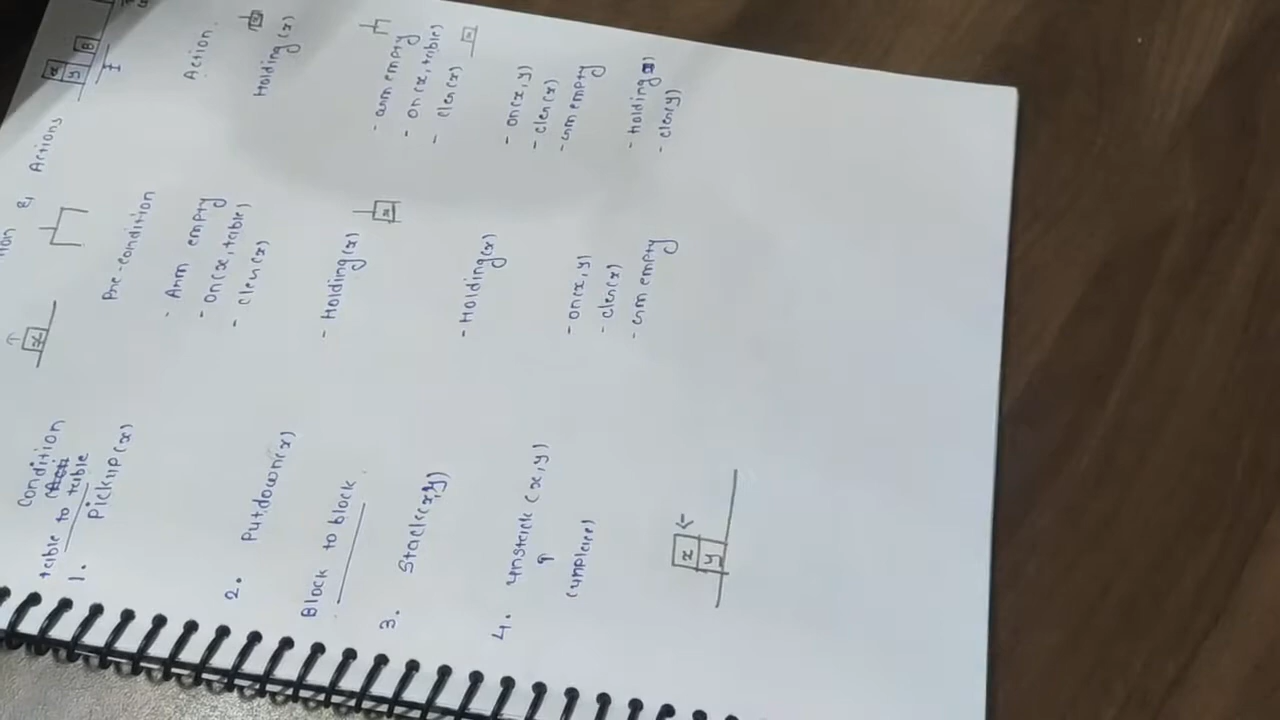 & Actions
Condition
table to table
Pre-condition
Action
1. Pickup(x)
- Arm empty
- on(x, table)
- clear(x)
Holding(x)
2. Putdown(x)
- Holding(x)
- arm empty
- on(x, table)
- clear(x)
Block to block
3. Stack(x,y)
- Holding(x)
- on(x, y)
- clear(x)
- arm empty
4. unstack(x, y)
(unplace)
- on(x, y)
- clear(x)
- arm empty
- Holding(x)
- clear(y)
x
x
y
B
x
x
x
x
y